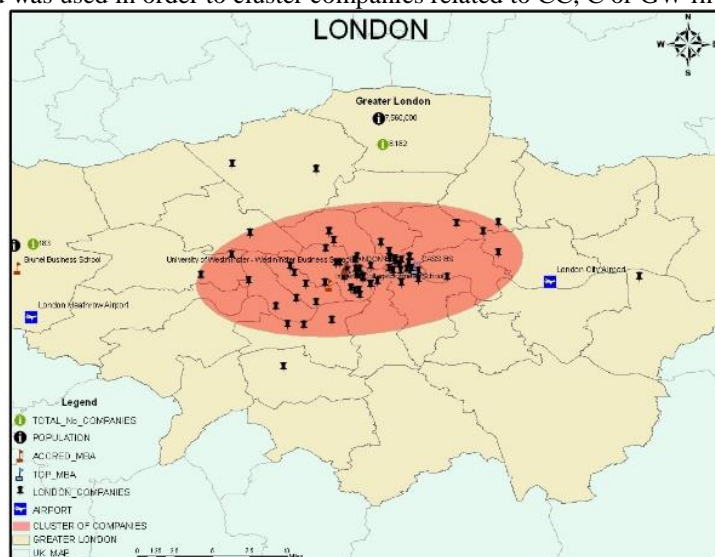 was used in order to cluster companies related to CC, C or GW in
LONDON
N
W E
S
Greater London
7,560,000
8,182
183
Brunel Business School
University of Westminster - Westminster Business School
LONDON
CASS BS
London City Airport
London Heathrow Airport
Legend
TOTAL_No_COMPANIES
POPULATION
ACCRED_MBA
TOP_MBA
LONDON_COMPANIES
AIRPORT
CLUSTER OF COMPANIES
GREATER LONDON
UK_MAP